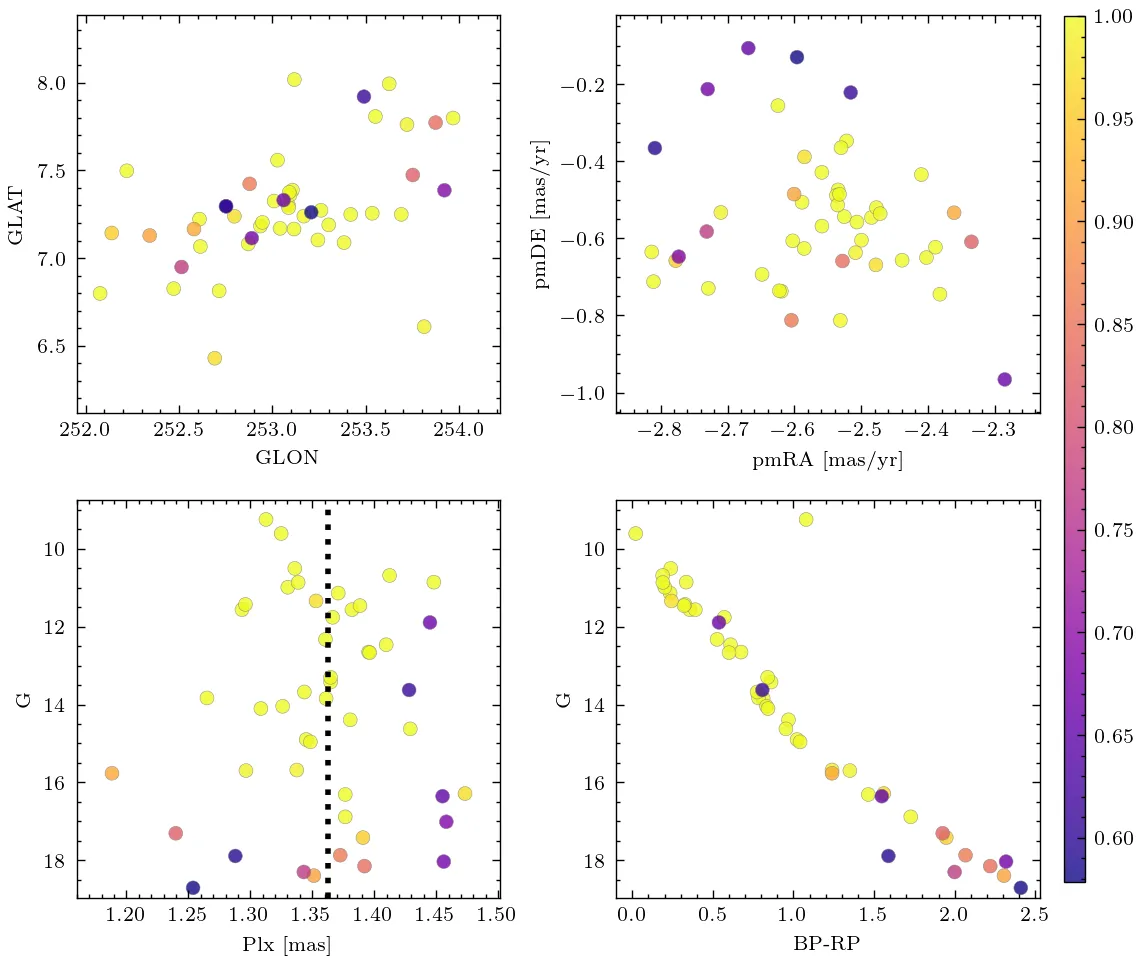 8.0
7.5
7.0
6.5
GLAT
252.0 252.5 253.0 253.5 254.0
GLON
−0.2
−0.4
−0.6
−0.8
−1.0
pmDE [mas/yr]
−2.8 −2.7 −2.6 −2.5 −2.4 −2.3
pmRA [mas/yr]
10
12
14
16
18
G
1.20 1.25 1.30 1.35 1.40 1.45 1.50
Plx [mas]
10
12
14
16
18
G
0.0 0.5 1.0 1.5 2.0 2.5
BP-RP
1.00
0.95
0.90
0.85
0.80
0.75
0.70
0.65
0.60